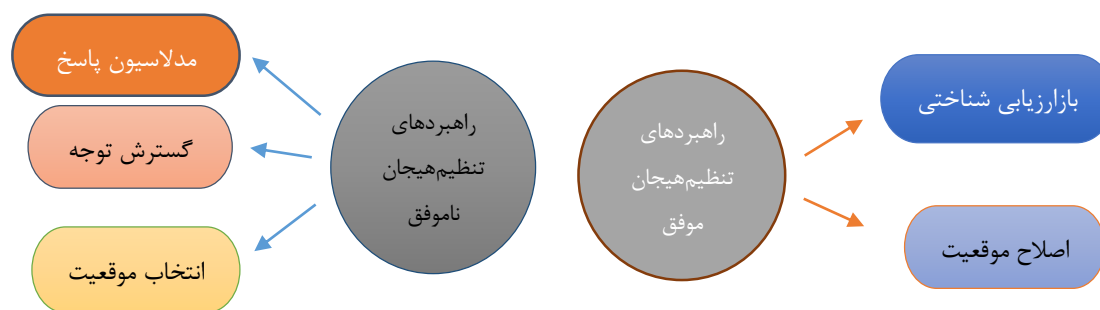 بازارزیابی شناختی
اصلاح موقعیت
راهبردهای
تنظیم‌هیجان
موفق
راهبردهای
تنظیم‌هیجان
ناموفق
مدلاسیون پاسخ
گسترش توجه
انتخاب موقعیت